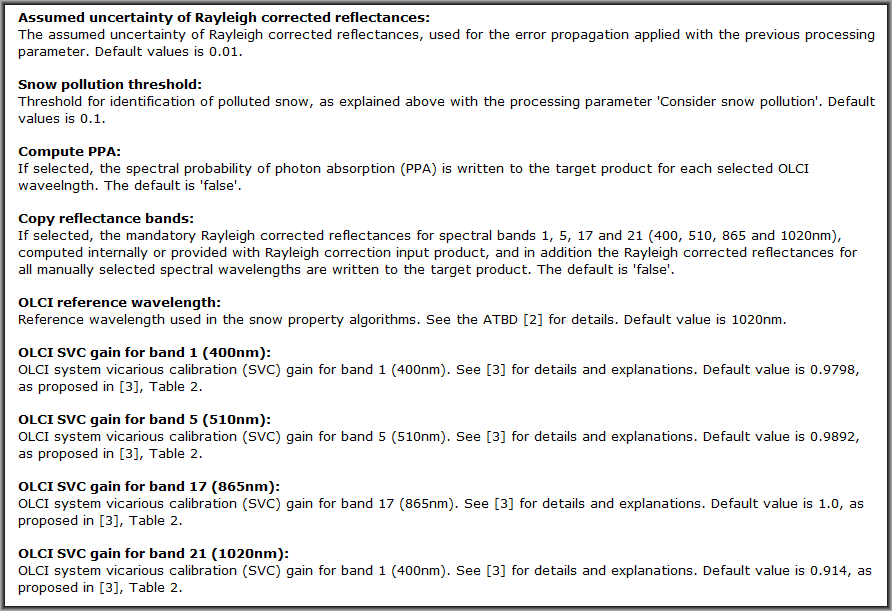 Assumed uncertainty of Rayleigh corrected reflectances:
The assumed uncertainty of Rayleigh corrected reflectances, used for the error propagation applied with the previous processing
parameter. Default values is 0.01.
Snow pollution threshold:
Threshold for identification of polluted snow, as explained above with the processing parameter 'Consider snow pollution'. Default
values is 0.1.
Compute PPA:
If selected, the spectral probability of photon absorption (PPA) is written to the target product for each selected OLCI
waveelngth. The default is 'false'.
Copy reflectance bands:
If selected, the mandatory Rayleigh corrected reflectances for spectral bands 1, 5, 17 and 21 (400, 510, 865 and 1020nm),
computed internally or provided with Rayleigh correction input product, and in addition the Rayleigh corrected reflectances for
all manually selected spectral wavelengths are written to the target product. The default is 'false'.
OLCI reference wavelength:
Reference wavelength used in the snow property algorithms. See the ATBD [2] for details. Default value is 1020nm.
OLCI SVC gain for band 1 (400nm):
OLCI system vicarious calibration (SVC) gain for band 1 (400nm). See [3] for details and explanations. Default value is 0.9798,
as proposed in [3], Table 2.
OLCI SVC gain for band 5 (510nm):
OLCI system vicarious calibration (SVC) gain for band 5 (510nm). See [3] for details and explanations. Default value is 0.9892,
as proposed in [3], Table 2.
OLCI SVC gain for band 17 (865nm):
OLCI system vicarious calibration (SVC) gain for band 17 (865nm). See [3] for details and explanations. Default value is 1.0, as
proposed in [3], Table 2.
OLCI SVC gain for band 21 (1020nm):
OLCI system vicarious calibration (SVC) gain for band 1 (400nm). See [3] for details and explanations. Default value is 0.914, as
proposed in [3], Table 2.